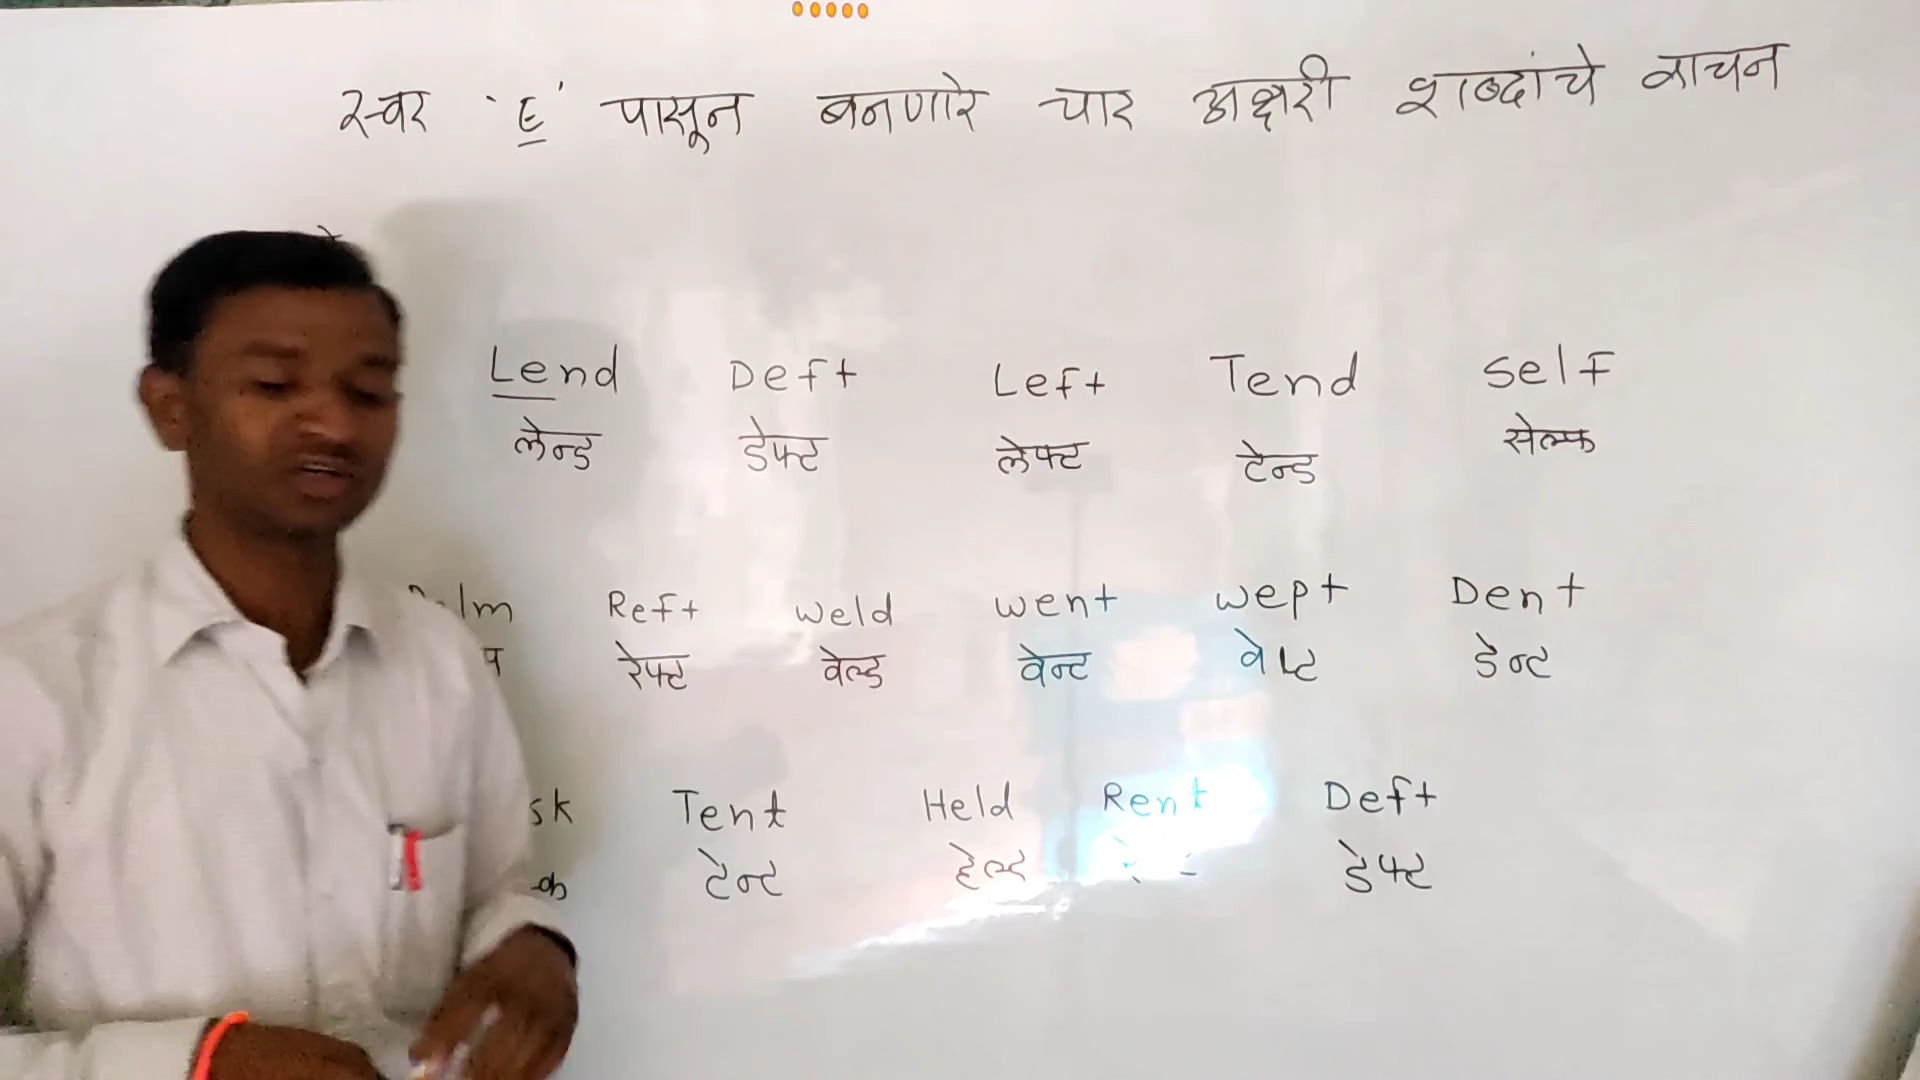 स्वर 'E' पासून बनणारे चार अक्षरी शब्दांचे वाचन
Lend Deft Left Tend Self
लेन्ड डेफ्ट लेफ्ट टेन्ड सेल्फ
Reft Weld Went Wept Dent
रेफ्ट वेल्ड वेन्ट वेप्ट डेन्ट
sk Tent Held Rent Deft
टेन्ट हेल्ड डेफ्ट